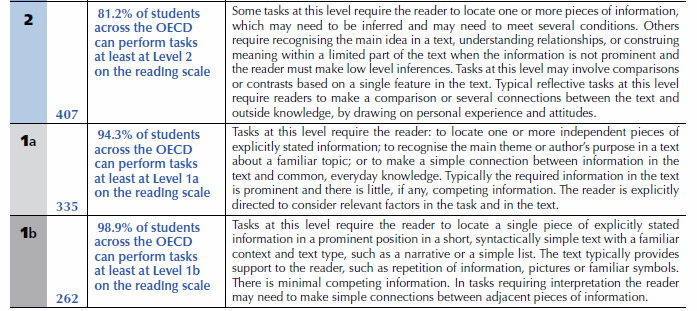 2
407
81.2% of students
across the OECD
can perform tasks
at least at Level 2
on the reading scale
Some tasks at this level require the reader to locate one or more pieces of information,
which may need to be inferred and may need to meet several conditions. Others
require recognising the main idea in a text, understanding relationships, or construing
meaning within a limited part of the text when the information is not prominent and
the reader must make low level inferences. Tasks at this level may involve comparisons
or contrasts based on a single feature in the text. Typical reflective tasks at this level
require readers to make a comparison or several connections between the text and
outside knowledge, by drawing on personal experience and attitudes.
1a
335
94.3% of students
across the OECD
can perform tasks
at least at Level 1a
on the reading scale
Tasks at this level require the reader: to locate one or more independent pieces of
explicitly stated information; to recognise the main theme or author's purpose in a text
about a familiar topic; or to make a simple connection between information in the
text and common, everyday knowledge. Typically the required information in the text
is prominent and there is little, if any, competing information. The reader is explicitly
directed to consider relevant factors in the task and in the text.
1b
262
98.9% of students
across the OECD
can perform tasks
at least at Level 1b
on the reading scale
Tasks at this level require the reader to locate a single piece of explicitly stated
information in a prominent position in a short, syntactically simple text with a familiar
context and text type, such as a narrative or a simple list. The text typically provides
support to the reader, such as repetition of information, pictures or familiar symbols.
There is minimal competing information. In tasks requiring interpretation the reader
may need to make simple connections between adjacent pieces of information.